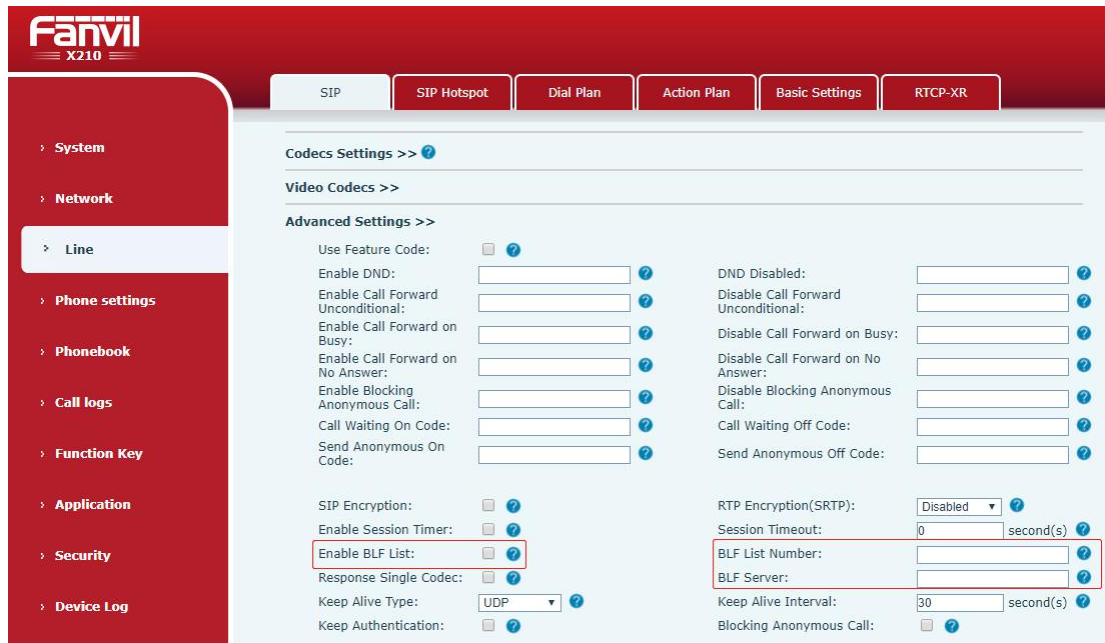 Fanvil
X210
SIP
SIP Hotspot
Dial Plan
Action Plan
Basic Settings
RTCP-XR
› System
› Network
› Line
› Phone settings
› Phonebook
› Call logs
› Function Key
› Application
› Security
› Device Log
Codecs Settings >> ?
Video Codecs >>
Advanced Settings >>
Use Feature Code: ?
Enable DND: ? DND Disabled: ?
Enable Call Forward
Unconditional: ? Disable Call Forward
Unconditional: ?
Enable Call Forward on
Busy: ? Disable Call Forward on Busy: ?
Enable Call Forward on
No Answer: ? Disable Call Forward on No
Answer: ?
Enable Blocking
Anonymous Call: ? Disable Blocking Anonymous
Call: ?
Call Waiting On Code: ? Call Waiting Off Code: ?
Send Anonymous On
Code: ? Send Anonymous Off Code: ?
SIP Encryption: ? RTP Encryption(SRTP): Disabled ▼ ?
Enable Session Timer: ? Session Timeout: 0 second(s) ?
Enable BLF List: ? BLF List Number: ?
Response Single Codec: ? BLF Server: ?
Keep Alive Type: UDP ▼ ? Keep Alive Interval: 30 second(s) ?
Keep Authentication: ? Blocking Anonymous Call: ?